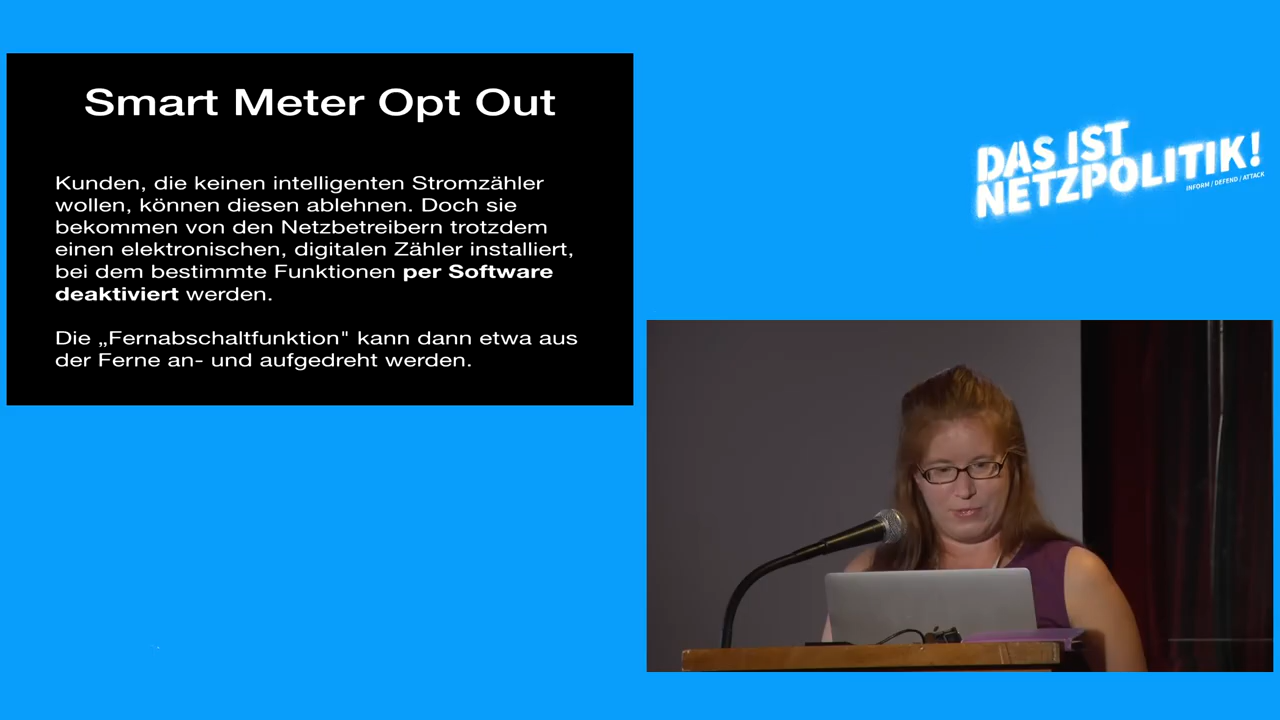 Smart Meter Opt Out
Kunden, die keinen intelligenten Stromzähler
wollen, können diesen ablehnen. Doch sie
bekommen von den Netzbetreibern trotzdem
einen elektronischen, digitalen Zähler installiert,
bei dem bestimmte Funktionen per Software
deaktiviert werden.
Die „Fernabschaltfunktion" kann dann etwa aus
der Ferne an- und aufgedreht werden.
DAS IST
NETZPOLITIK!
INFORM / DEFEND / ATTACK